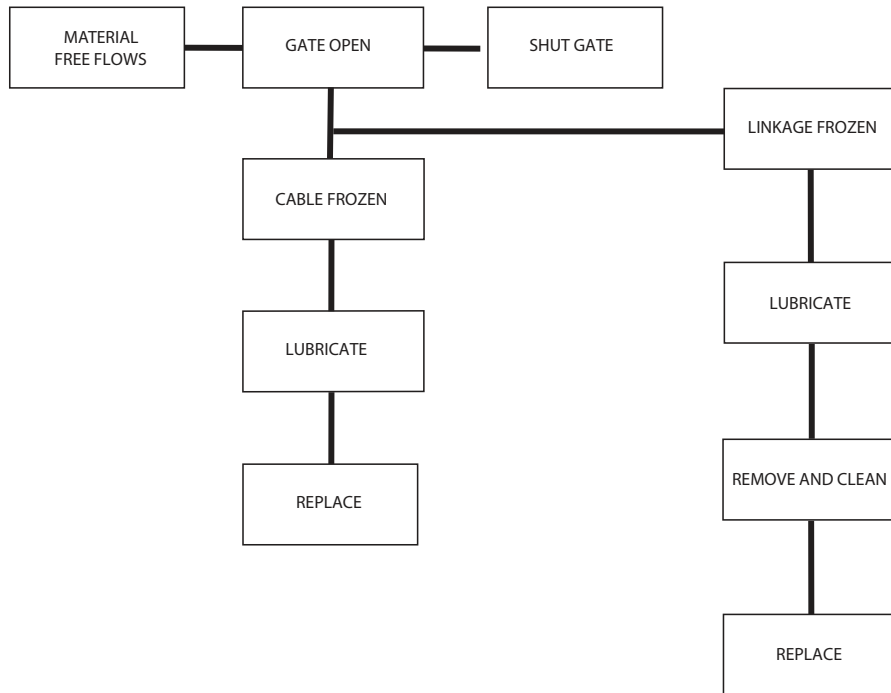 MATERIAL
FREE FLOWS
GATE OPEN
SHUT GATE
LINKAGE FROZEN
CABLE FROZEN
LUBRICATE
LUBRICATE
REMOVE AND CLEAN
REPLACE
REPLACE